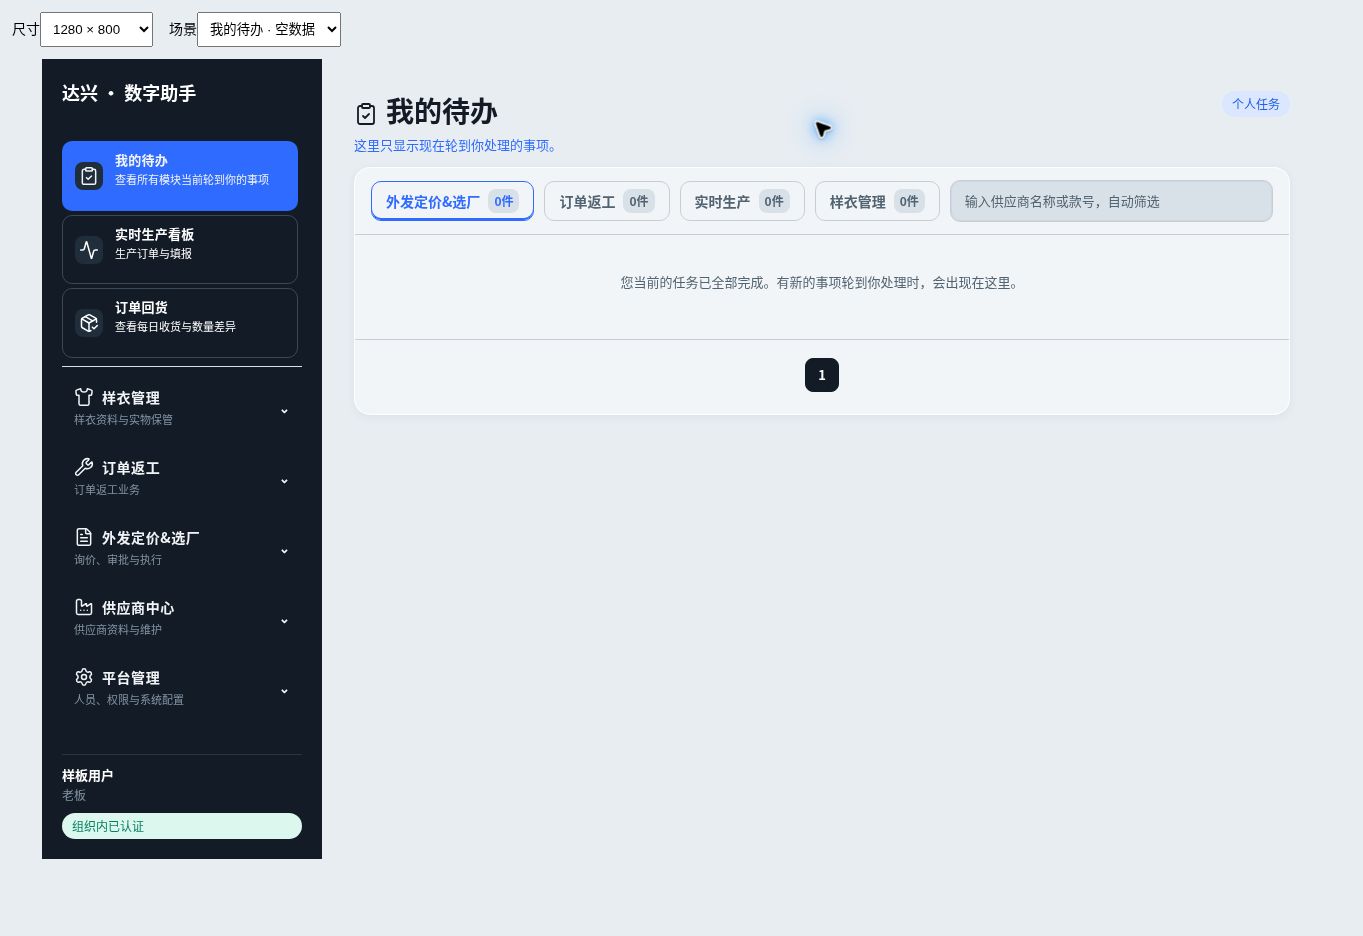 尺寸 1280 × 800 场景 我的待办 · 空数据
达兴 · 数字助手
我的待办
查看所有模块当前轮到你的事项
实时生产看板
生产订单与填报
订单回货
查看每日收货与数量差异
样衣管理
样衣资料与实物保管
订单返工
订单返工业务
外发定价&选厂
询价、审批与执行
供应商中心
供应商资料与维护
平台管理
人员、权限与系统配置
样板用户
老板
组织内已认证
我的待办
个人任务
这里只显示现在轮到你处理的事项。
外发定价&选厂 0件 订单返工 0件 实时生产 0件 样衣管理 0件 输入供应商名称或款号，自动筛选
您当前的任务已全部完成。有新的事项轮到你处理时，会出现在这里。
1